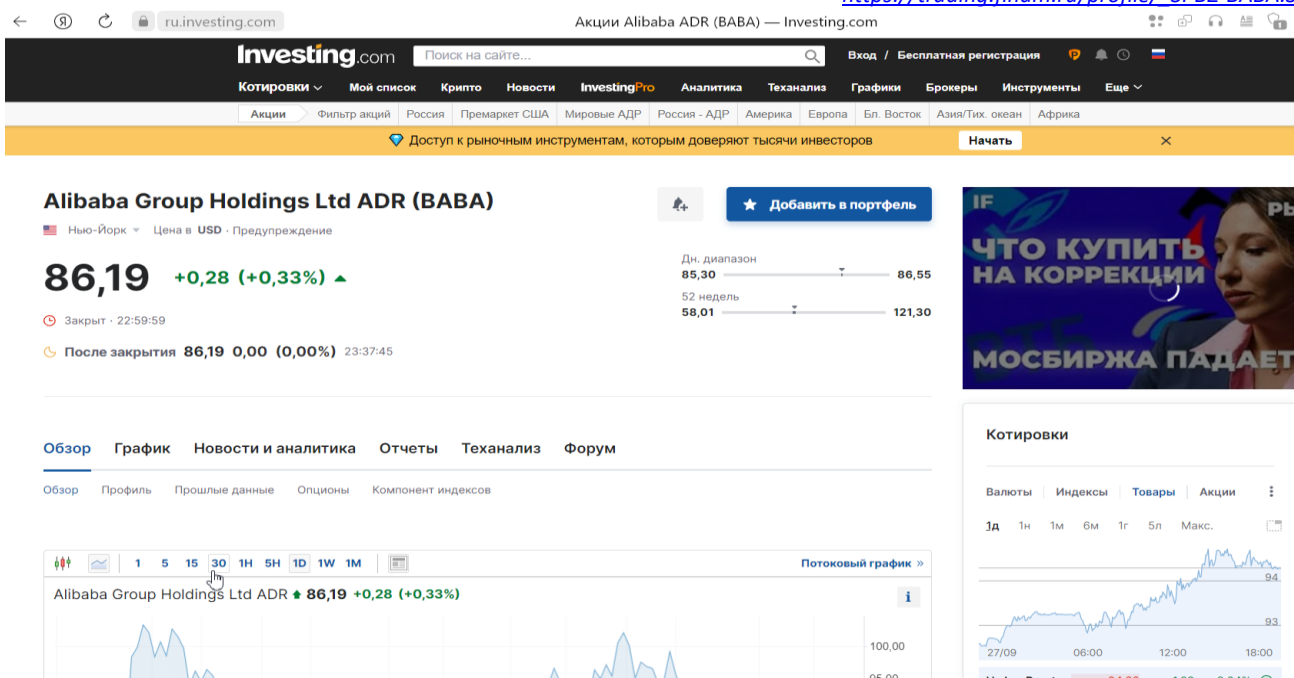 ru.investing.com
Акции Alibaba ADR (BABA) — Investing.com
Investing.com
Поиск на сайте...
Вход / Бесплатная регистрация
Котировки Мой список Крипто Новости InvestingPro Аналитика Теханализ Графики Брокеры Инструменты Еще
Акции Фильтр акций Россия Премаркет США Мировые АДР Россия - АДР Америка Европа Бл. Восток Азия/Тих. океан Африка
Доступ к рыночным инструментам, которым доверяют тысячи инвесторов Начать
Alibaba Group Holdings Ltd ADR (BABA)
Добавить в портфель
Нью-Йорк Цена в USD · Предупреждение
86,19 +0,28 (+0,33%)
Дн. диапазон
85,30 86,55
52 недель
58,01 121,30
Закрыт · 22:59:59
После закрытия 86,19 0,00 (0,00%) 23:37:45
IF
ЧТО КУПИТЬ
НА КОРРЕКЦИИ
МОСБИРЖА ПАДАЕТ
Обзор График Новости и аналитика Отчеты Теханализ Форум
Обзор Профиль Прошлые данные Опционы Компонент индексов
Котировки
Валюты Индексы Товары Акции
1д 1н 1м 6м 1г 5л Макс.
1 5 15 30 1H 5H 1D 1W 1M
Потоковый график »
Alibaba Group Holdings Ltd ADR 86,19 +0,28 (+0,33%)
100,00
94
93
27/09 06:00 12:00 18:00